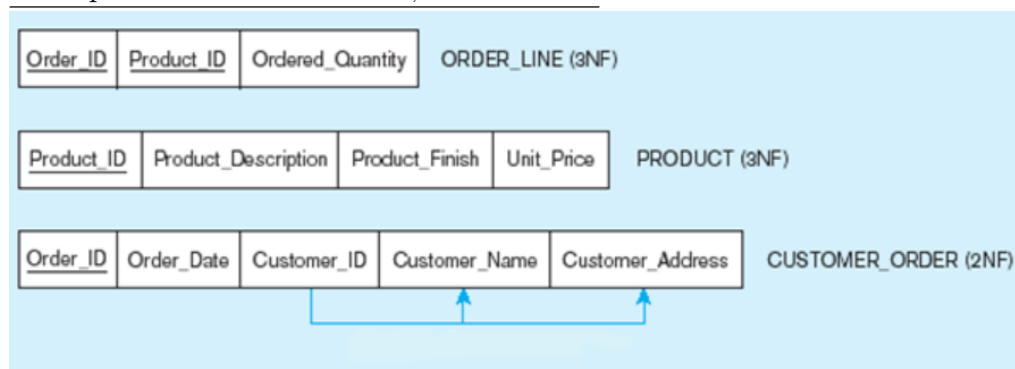 Order_ID Product_ID Ordered_Quantity ORDER_LINE (3NF)
Product_ID Product_Description Product_Finish Unit_Price PRODUCT (3NF)
Order_ID Order_Date Customer_ID Customer_Name Customer_Address CUSTOMER_ORDER (2NF)